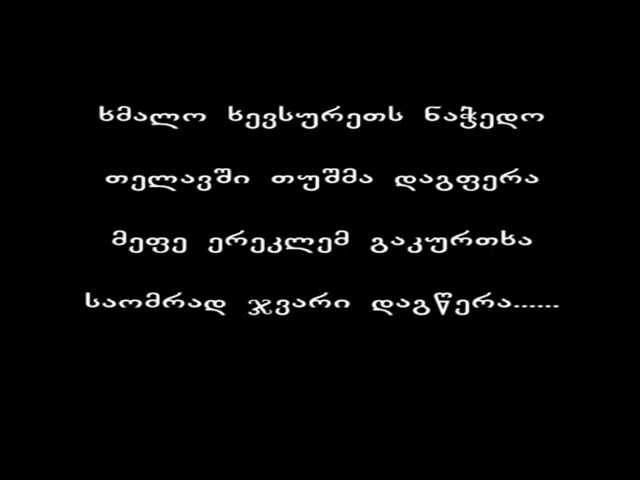 ხმალო ხევსურეთს ნაჭედო
თელავში თუშმა დაგფერა
მეფე ერეკლემ გაკურთხა
საომრად ჯვარი დაგწერა......